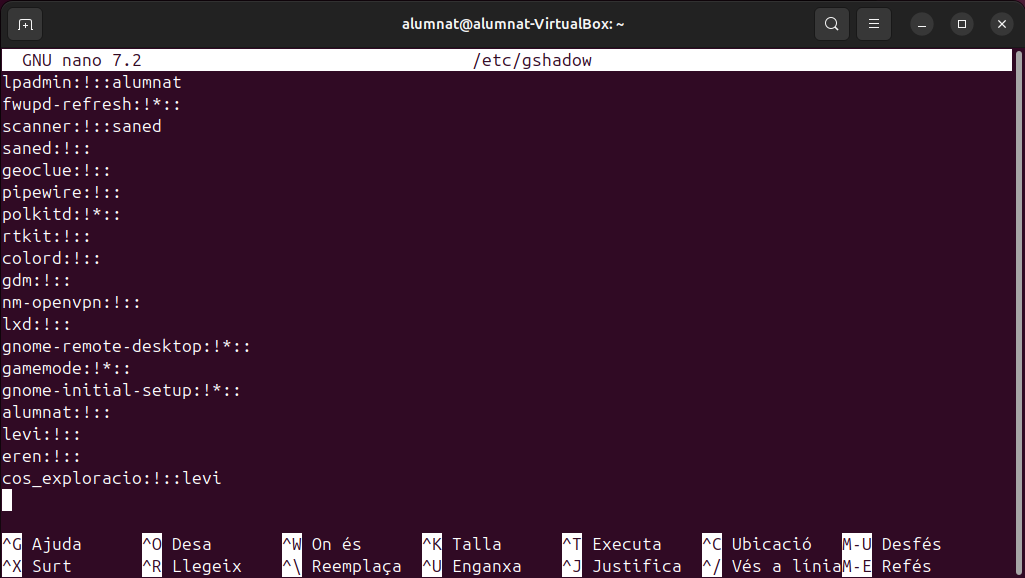 alumnat@alumnat-VirtualBox: ~
GNU nano 7.2 /etc/gshadow
lpadmin:!::alumnat
fwupd-refresh:!*::
scanner:!::saned
saned:!::
geoclue:!::
pipewire:!::
polkitd:!*::
rtkit:!::
colord:!::
gdm:!::
nm-openvpn:!::
lxd:!::
gnome-remote-desktop:!*::
gamemode:!*::
gnome-initial-setup:!*::
alumnat:!::
levi:!::
eren:!::
cos_exploracio:!::levi
^G Ajuda ^O Desa ^W On és ^K Talla ^T Executa ^C Ubicació M-U Desfés
^X Surt ^R Llegeix ^\ Reemplaça ^U Enganxa ^J Justifica ^/ Vés a líniaM-E Refés